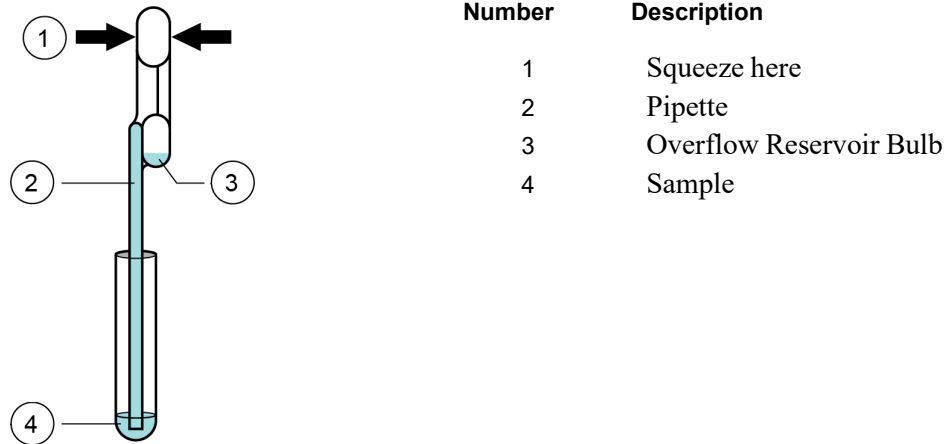 Number Description
1 Squeeze here
2 Pipette
3 Overflow Reservoir Bulb
4 Sample
1
2
3
4